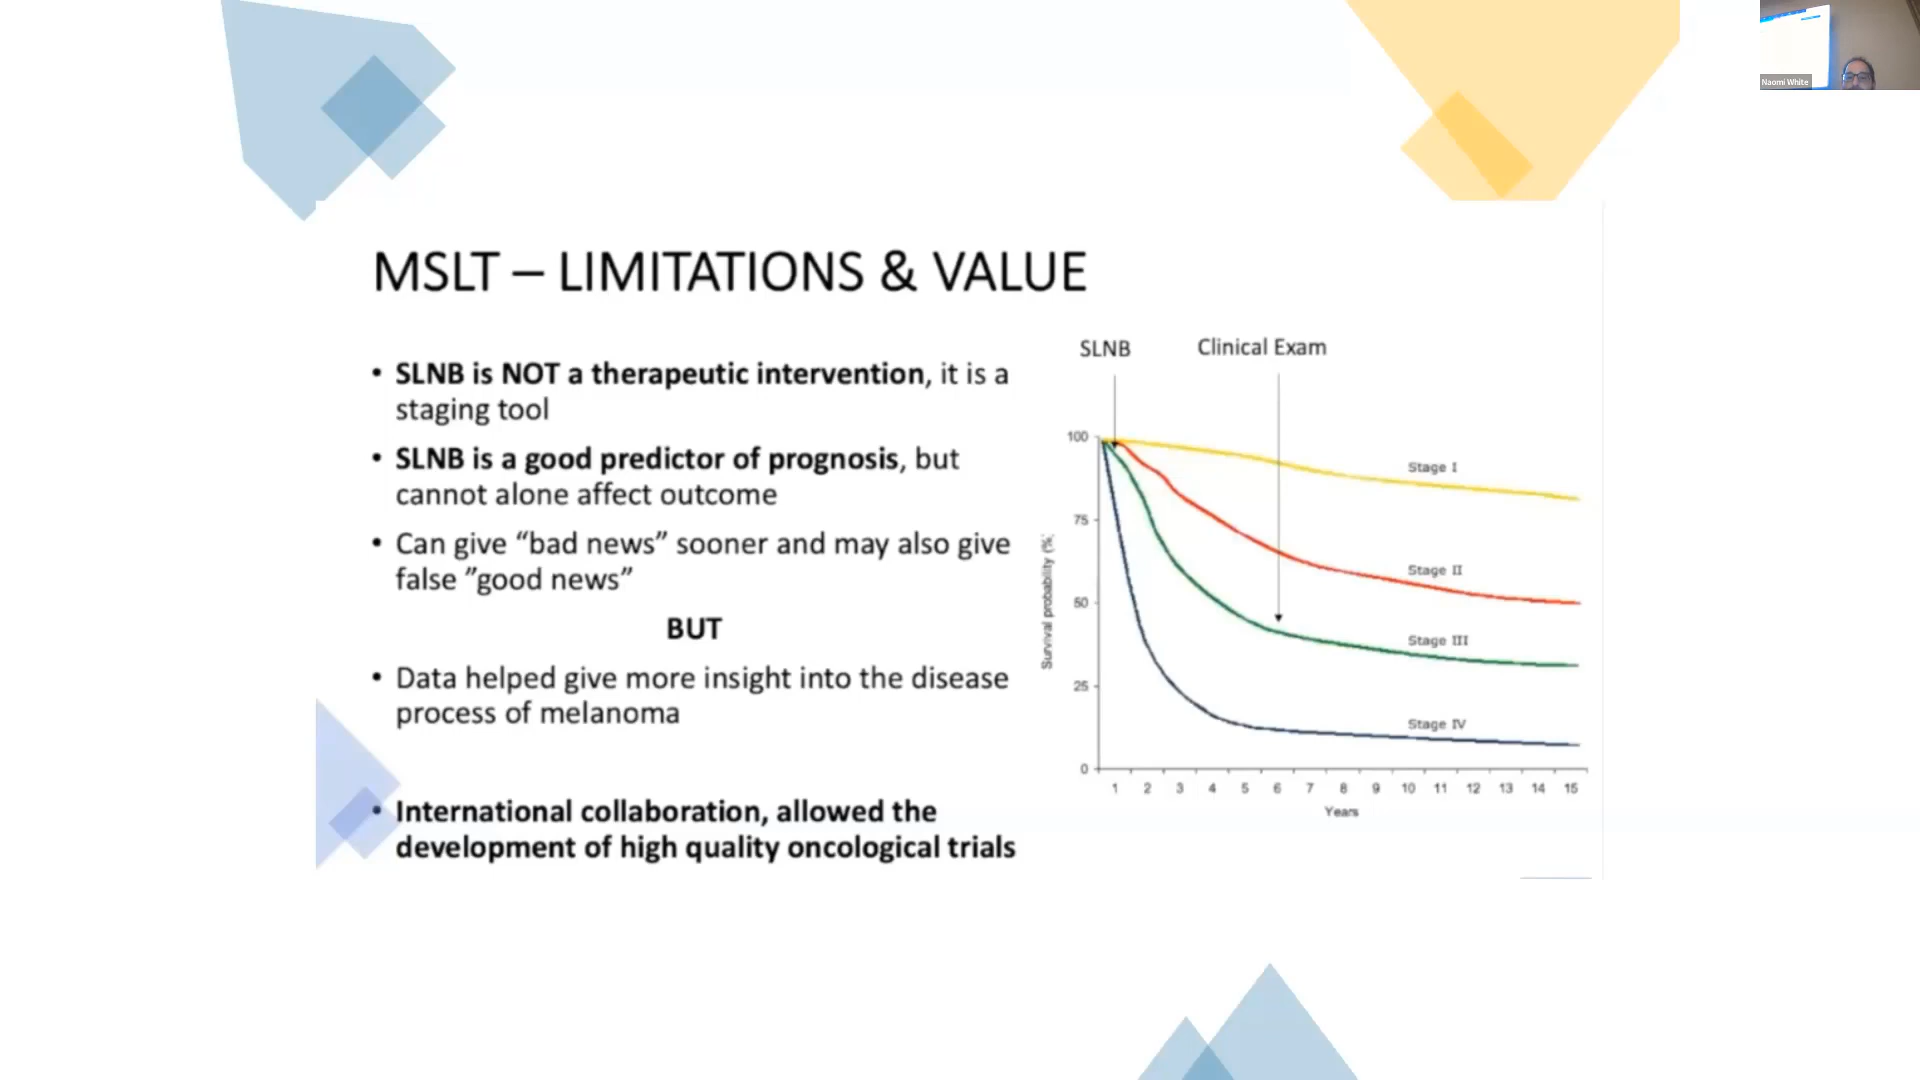 Naomi White
MSLT – LIMITATIONS & VALUE
• SLNB is NOT a therapeutic intervention, it is a
staging tool
• SLNB is a good predictor of prognosis, but
cannot alone affect outcome
• Can give “bad news” sooner and may also give
false ”good news”
BUT
• Data helped give more insight into the disease
process of melanoma
• International collaboration, allowed the
development of high quality oncological trials
SLNB
Clinical Exam
100
75
50
25
0
Survival probability (%)
Stage I
Stage II
Stage III
Stage IV
1 2 3 4 5 6 7 8 9 10 11 12 13 14 15
Years